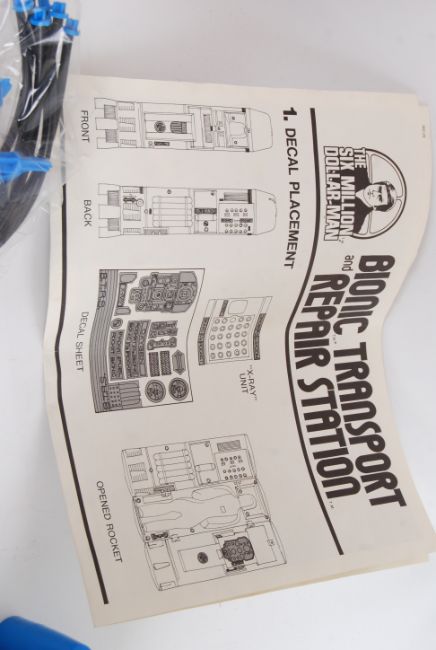 THE
SIX MILLION
DOLLAR MAN
BIONIC TRANSPORT
and
REPAIR STATION
1. DECAL PLACEMENT
FRONT
BACK
"X-RAY"
UNIT
DECAL SHEET
OPENED ROCKET